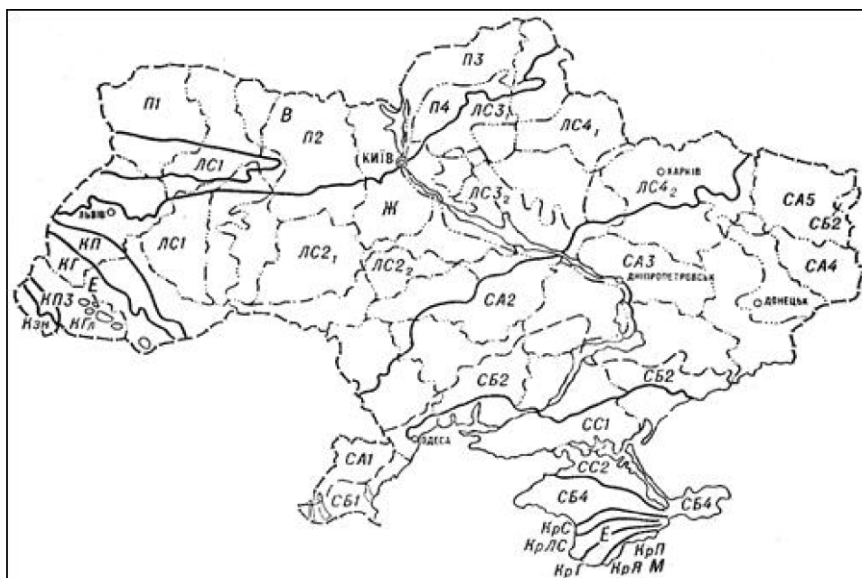 П3
П1
В
П2
П4
ЛС3₁
ЛС4₁
ЛС1
КИЇВ
ХАРКІВ
ЛС4₂
ЛС3₂
СА5
СБ2
ЛЬВІВ
Ж
КП
ЛС1
ЛС2₁
КГ
ЛС2₂
СА3
СА4
ДНІПРОПЕТРОВСЬК
Е
КПЗ
СА2
ДОНЕЦЬК
Кзн
КГл
СБ2
СБ2
СС1
ОДЕСА
СА1
СС2
СБ1
СБ4
СБ4
КрС
Е
КрЛС
КрП
КрЯ М